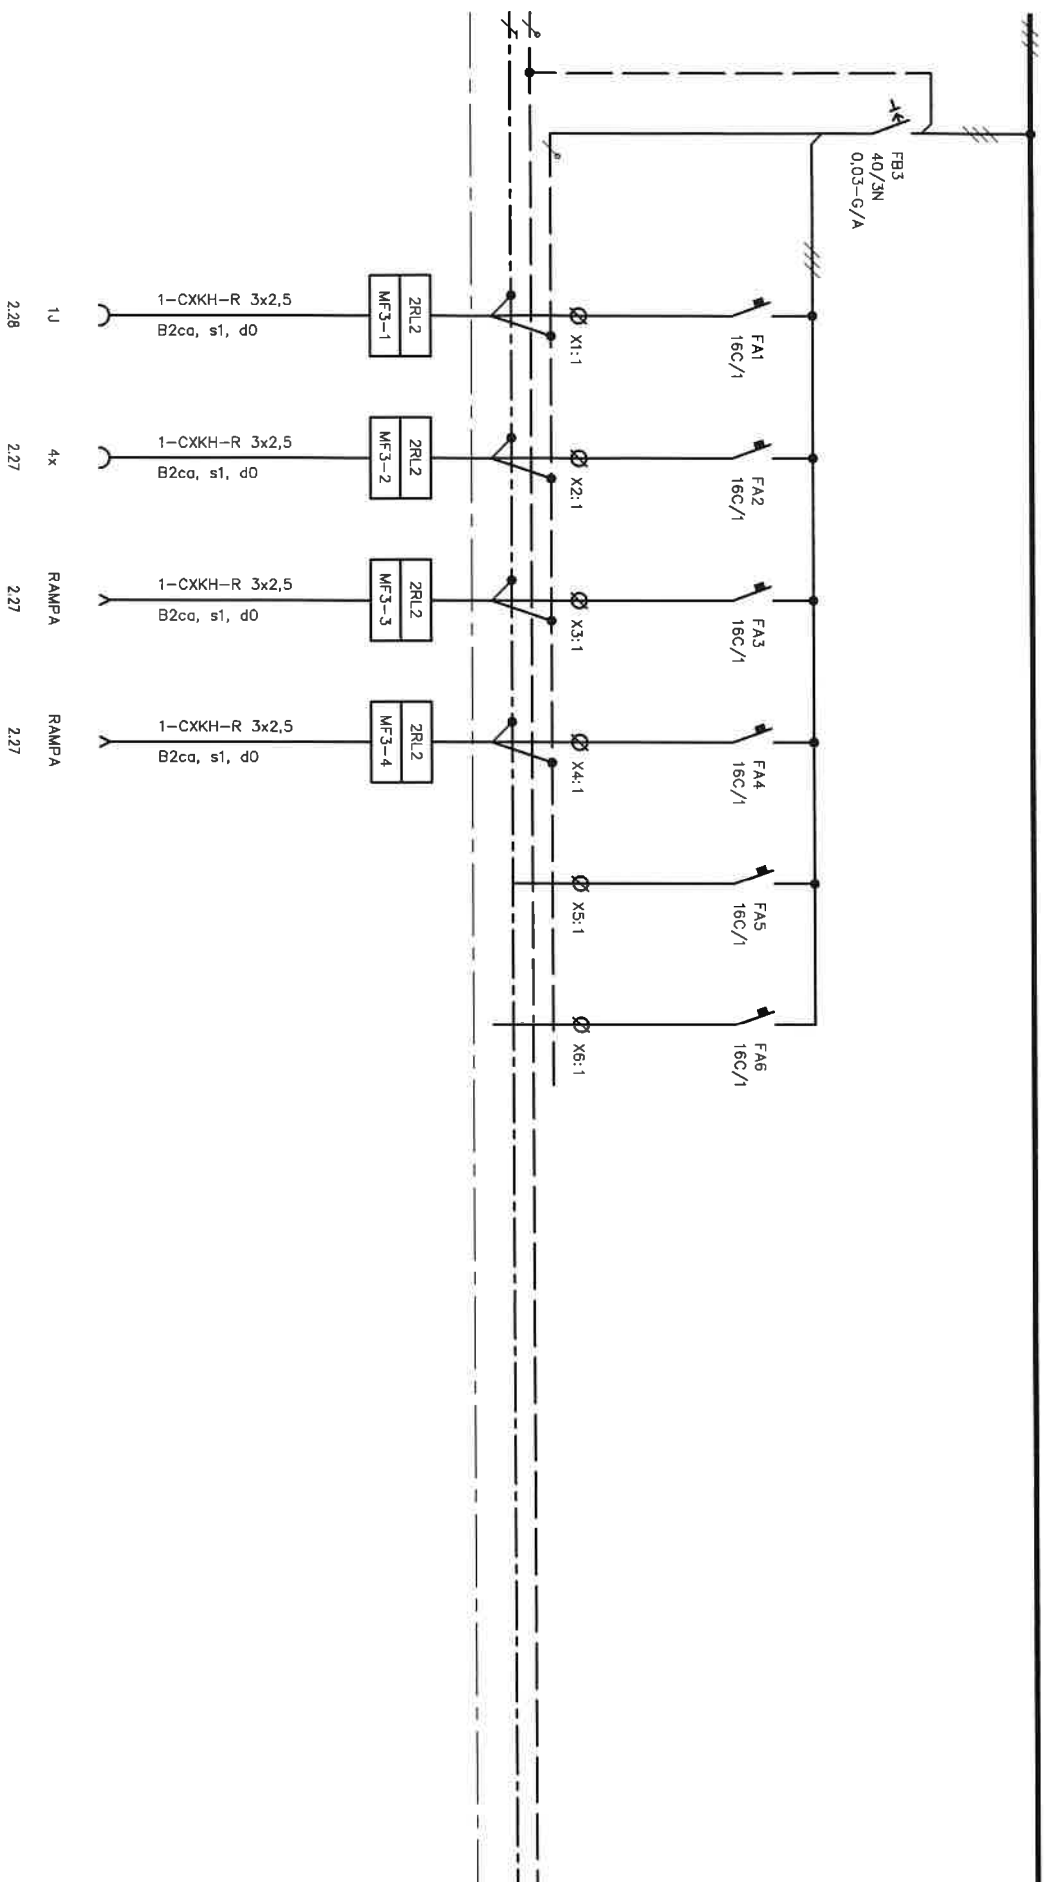 FB3
40/3N
0,03-G/A
FA1
16C/1
FA2
16C/1
FA3
16C/1
FA4
16C/1
FA5
16C/1
FA6
16C/1
X1:1
X2:1
X3:1
X4:1
X5:1
X6:1
2RL2
MF3-1
2RL2
MF3-2
2RL2
MF3-3
2RL2
MF3-4
1-CXKH-R 3x2,5
B2ca, s1, d0
1-CXKH-R 3x2,5
B2ca, s1, d0
1-CXKH-R 3x2,5
B2ca, s1, d0
1-CXKH-R 3x2,5
B2ca, s1, d0
1J
4x
RAMPA
RAMPA
2.28
2.27
2.27
2.27